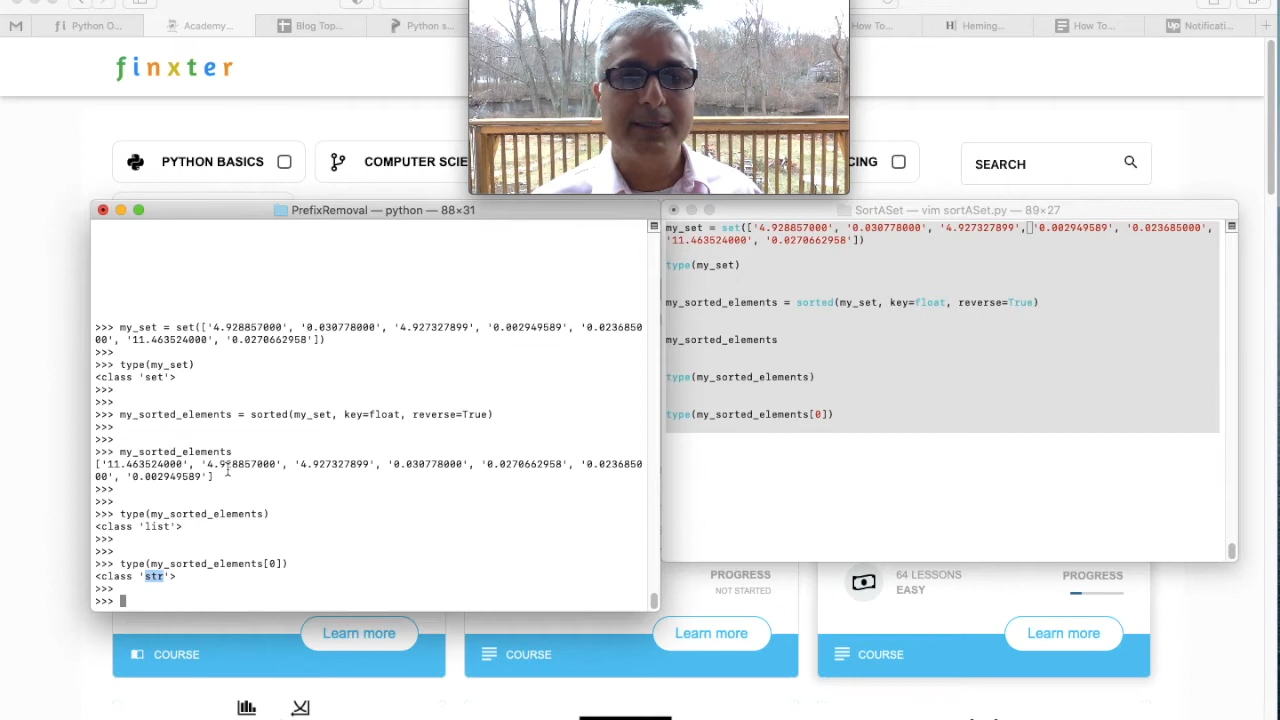 Python O...
Academy...
Blog Top...
Python s...
How To...
Heming...
How To...
Notificati...
finxter
PYTHON BASICS
COMPUTER SCIE
CING
SEARCH
PrefixRemoval — python — 88×31
>>> my_set = set(['4.928857000', '0.030778000', '4.927327899', '0.002949589', '0.0236850
00', '11.463524000', '0.0270662958'])
>>>
>>> type(my_set)
<class 'set'>
>>>
>>>
>>> my_sorted_elements = sorted(my_set, key=float, reverse=True)
>>>
>>>
>>> my_sorted_elements
['11.463524000', '4.928857000', '4.927327899', '0.030778000', '0.0270662958', '0.0236850
00', '0.002949589']
>>>
>>>
>>> type(my_sorted_elements)
<class 'list'>
>>>
>>>
>>> type(my_sorted_elements[0])
<class 'str'>
>>>
>>>
SortASet — vim sortASet.py — 89×27
my_set = set(['4.928857000', '0.030778000', '4.927327899', '0.002949589', '0.023685000',
'11.463524000', '0.0270662958'])
type(my_set)
my_sorted_elements = sorted(my_set, key=float, reverse=True)
my_sorted_elements
type(my_sorted_elements)
type(my_sorted_elements[0])
PROGRESS
NOT STARTED
64 LESSONS
EASY
PROGRESS
Learn more
COURSE
Learn more
COURSE
Learn more
COURSE